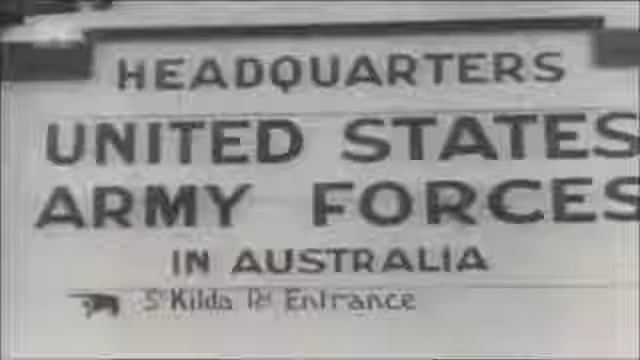 HEADQUARTERS
UNITED STATES
ARMY FORCES
IN AUSTRALIA
St Kilda Rd Entrance